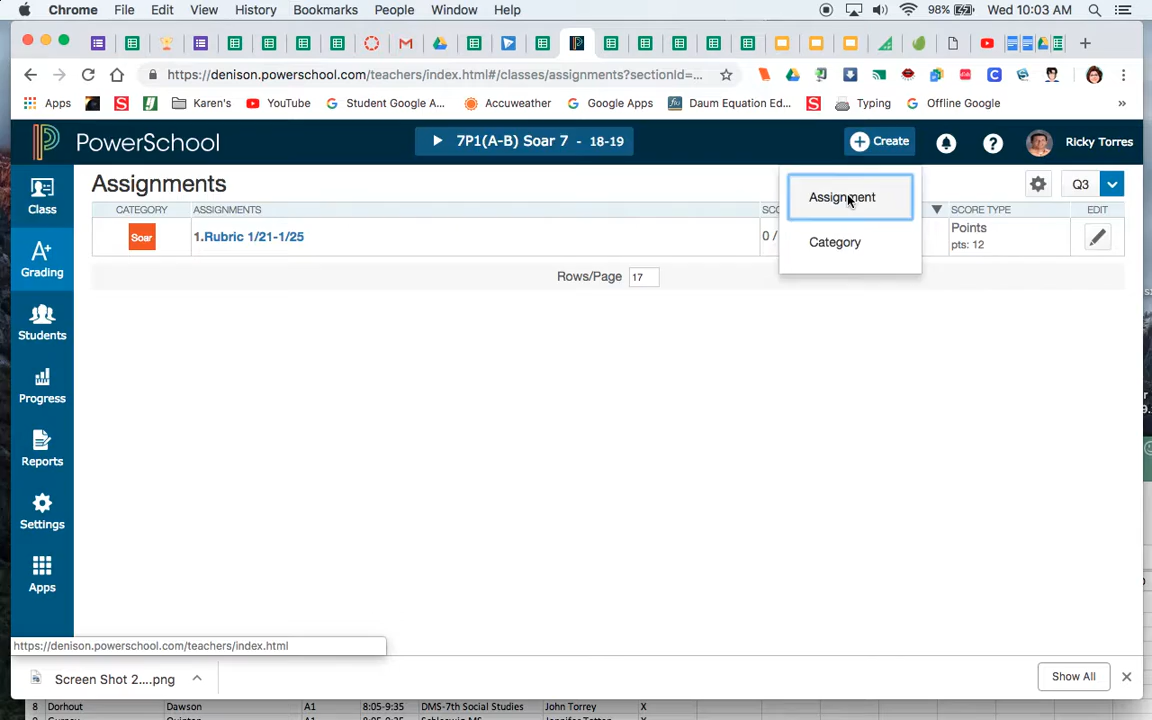 Chrome File Edit View History Bookmarks People Window Help 98% Wed 10:03 AM
https://denison.powerschool.com/teachers/index.html#/classes/assignments?sectionId=...
Apps Karen's YouTube Student Google A... Accuweather Google Apps Daum Equation Ed... Typing Offline Google »
PowerSchool 7P1(A-B) Soar 7 - 18-19 Create Ricky Torres
Class
Grading
Students
Progress
Reports
Settings
Apps
Assignments Q3
CATEGORY ASSIGNMENTS SCORE TYPE EDIT
Soar 1.Rubric 1/21-1/25 0 / Points
pts: 12
Assignment
Category
Rows/Page 17
https://denison.powerschool.com/teachers/index.html
Screen Shot 2....png Show All
8 Dorhout Dawson A1 8:05-9:35 DMS-7th Social Studies John Torrey X